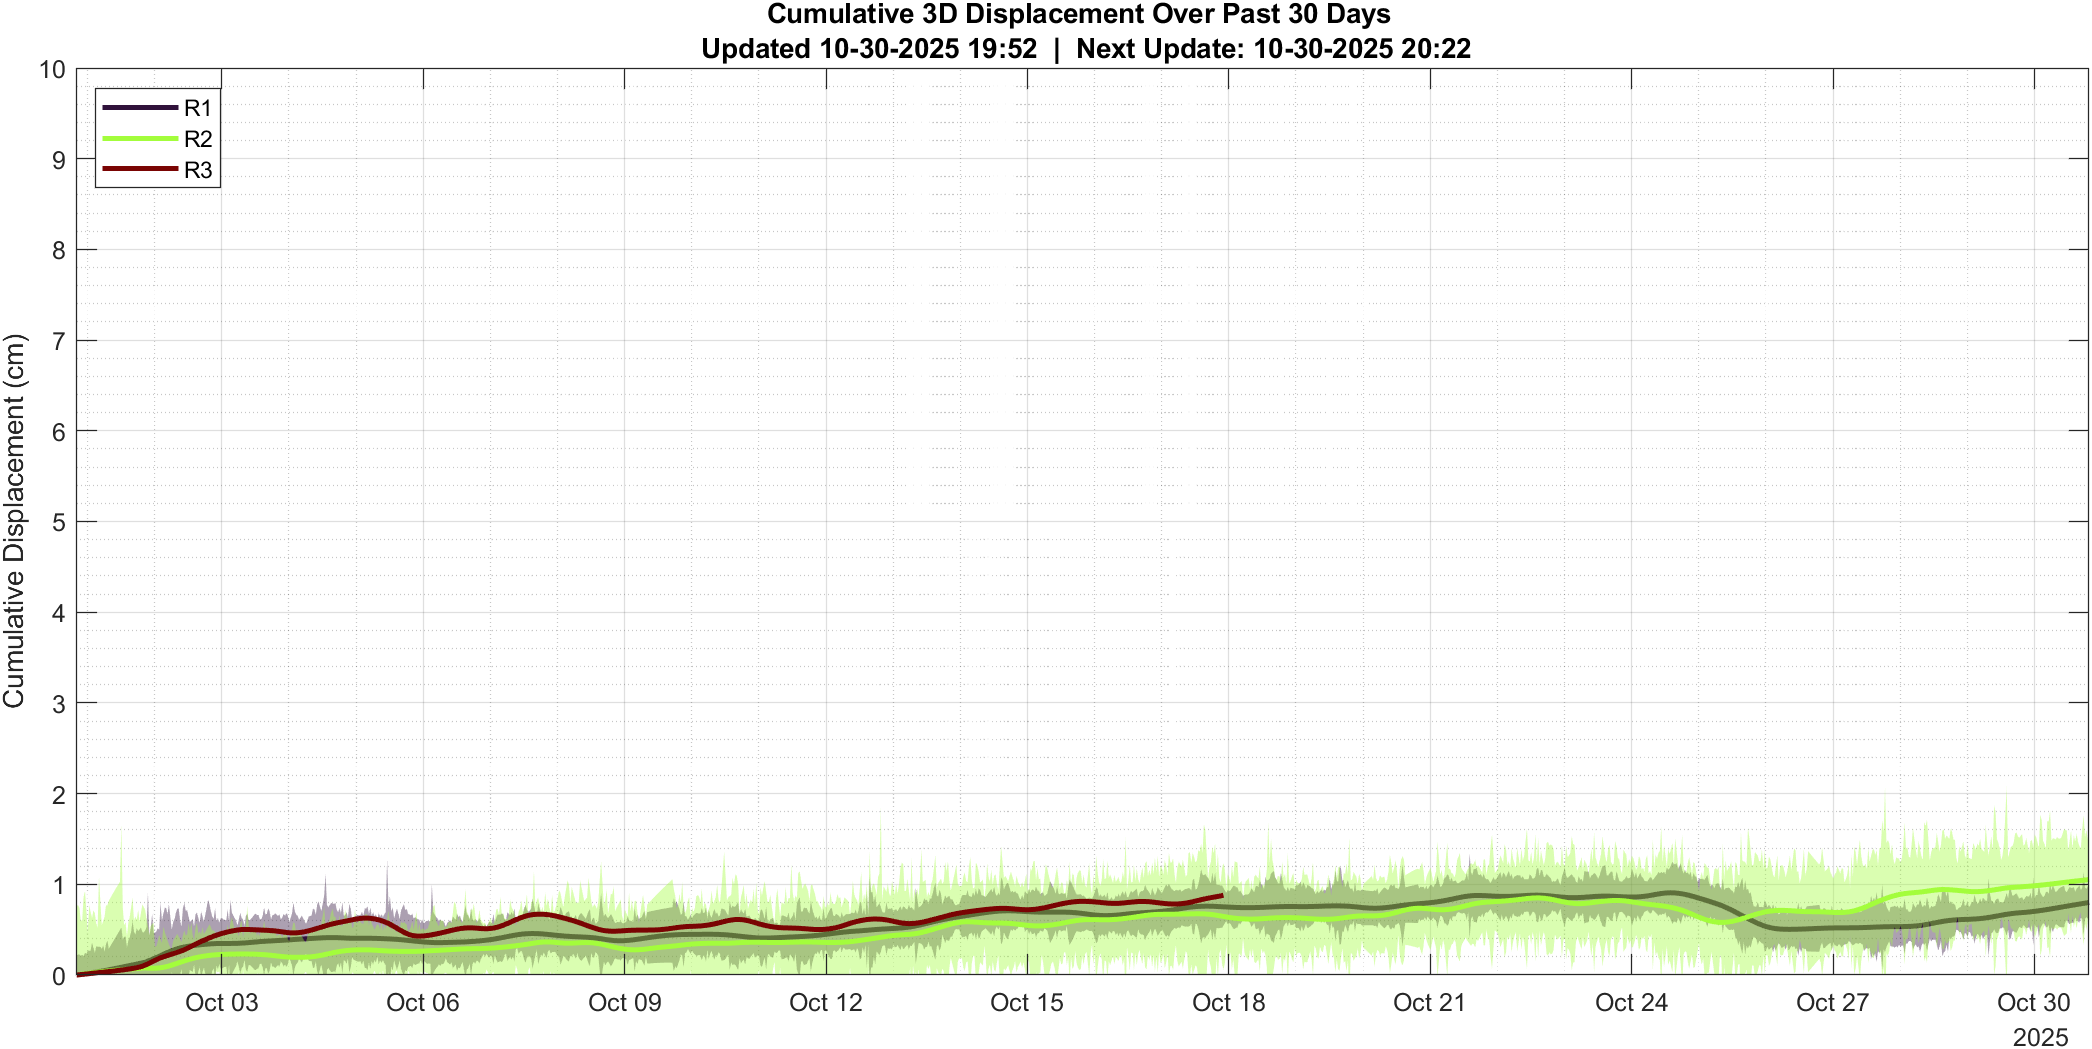 Cumulative 3D Displacement Over Past 30 Days
Updated 10-30-2025 19:52 | Next Update: 10-30-2025 20:22
R1
R2
R3
Cumulative Displacement (cm)
10
9
8
7
6
5
4
3
2
1
0
Oct 03 Oct 06 Oct 09 Oct 12 Oct 15 Oct 18 Oct 21 Oct 24 Oct 27 Oct 30
2025